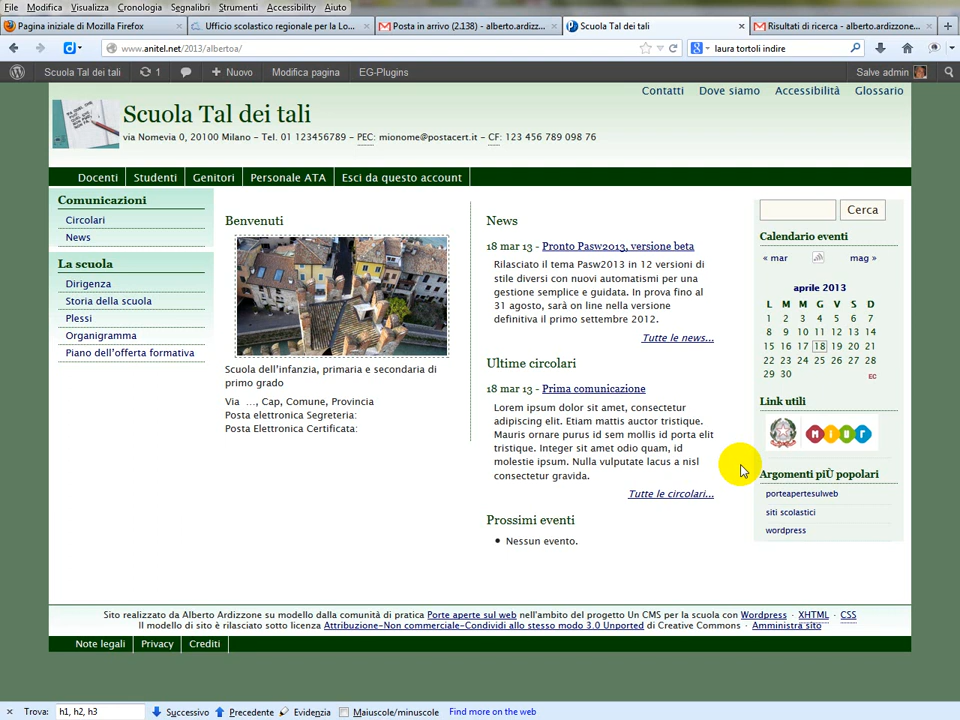 File Modifica Visualizza Cronologia Segnalibri Strumenti Accessibility Aiuto
Pagina iniziale di Mozilla Firefox
Ufficio scolastico regionale per la Lo...
Posta in arrivo (2.138) - alberto.ardizz...
Scuola Tal dei tali
Risultati di ricerca - alberto.ardizzone...
www.anitel.net/2013/albertoa/
laura tortoli indire
Scuola Tal dei tali 1 Nuovo Modifica pagina EG-Plugins Salve admin
Contatti Dove siamo Accessibilità Glossario
Scuola Tal dei tali
via Nomevia 0, 20100 Milano - Tel. 01 123456789 - PEC: mionome@postacert.it - CF: 123 456 789 098 76
Docenti Studenti Genitori Personale ATA Esci da questo account
Comunicazioni
Circolari
News
La scuola
Dirigenza
Storia della scuola
Plessi
Organigramma
Piano dell'offerta formativa
Benvenuti
Scuola dell'infanzia, primaria e secondaria di
primo grado
Via ..., Cap, Comune, Provincia
Posta elettronica Segreteria:
Posta Elettronica Certificata:
News
18 mar 13 - Pronto Pasw2013, versione beta
Rilasciato il tema Pasw2013 in 12 versioni di
stile diversi con nuovi automatismi per una
gestione semplice e guidata. In prova fino al
31 agosto, sarà on line nella versione
definitiva il primo settembre 2012.
Tutte le news...
Ultime circolari
18 mar 13 - Prima comunicazione
Lorem ipsum dolor sit amet, consectetur
adipiscing elit. Etiam mattis auctor tristique.
Mauris ornare purus id sem mollis id porta elit
tristique. Integer sit amet odio quam, id
molestie ipsum. Nulla vulputate lacus a nisl
consectetur gravida.
Tutte le circolari...
Prossimi eventi
Nessun evento.
Cerca
Calendario eventi
« mar mag »
aprile 2013
L M M G V S D
1 2 3 4 5 6 7
8 9 10 11 12 13 14
15 16 17 18 19 20 21
22 23 24 25 26 27 28
29 30 EC
Link utili
MIUR
Argomenti piÙ popolari
porteapertesulweb
siti scolastici
wordpress
Sito realizzato da Alberto Ardizzone su modello dalla comunità di pratica Porte aperte sul web nell'ambito del progetto Un CMS per la scuola con Wordpress · XHTML · CSS
Il modello di sito è rilasciato sotto licenza Attribuzione-Non commerciale-Condividi allo stesso modo 3.0 Unported di Creative Commons · Amministra sito
Note legali Privacy Crediti
Trova: h1, h2, h3 Successivo Precedente Evidenzia Maiuscole/minuscole Find more on the web